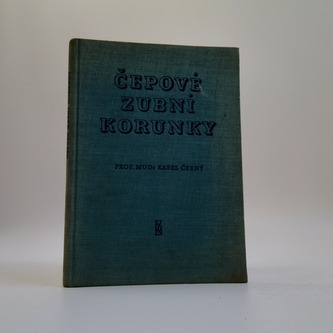 ČEPOVÉ
ZUBNÍ
KORUNKY
PROF. MUDr KAREL ČERNÝ